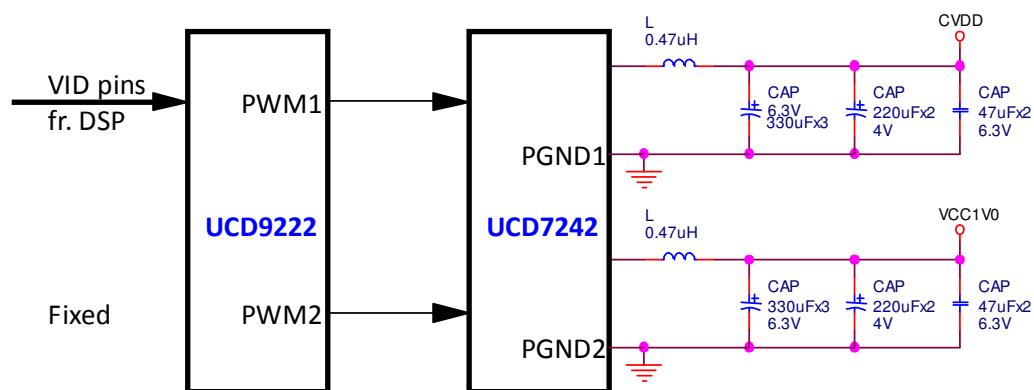 VID pins
fr. DSP
Fixed
PWM1
UCD9222
PWM2
PGND1
UCD7242
PGND2
L
0.47uH
CVDD
CAP
6.3V
330uFx3
CAP
220uFx2
4V
CAP
47uFx2
6.3V
L
0.47uH
VCC1V0
CAP
330uFx3
6.3V
CAP
220uFx2
4V
CAP
47uFx2
6.3V